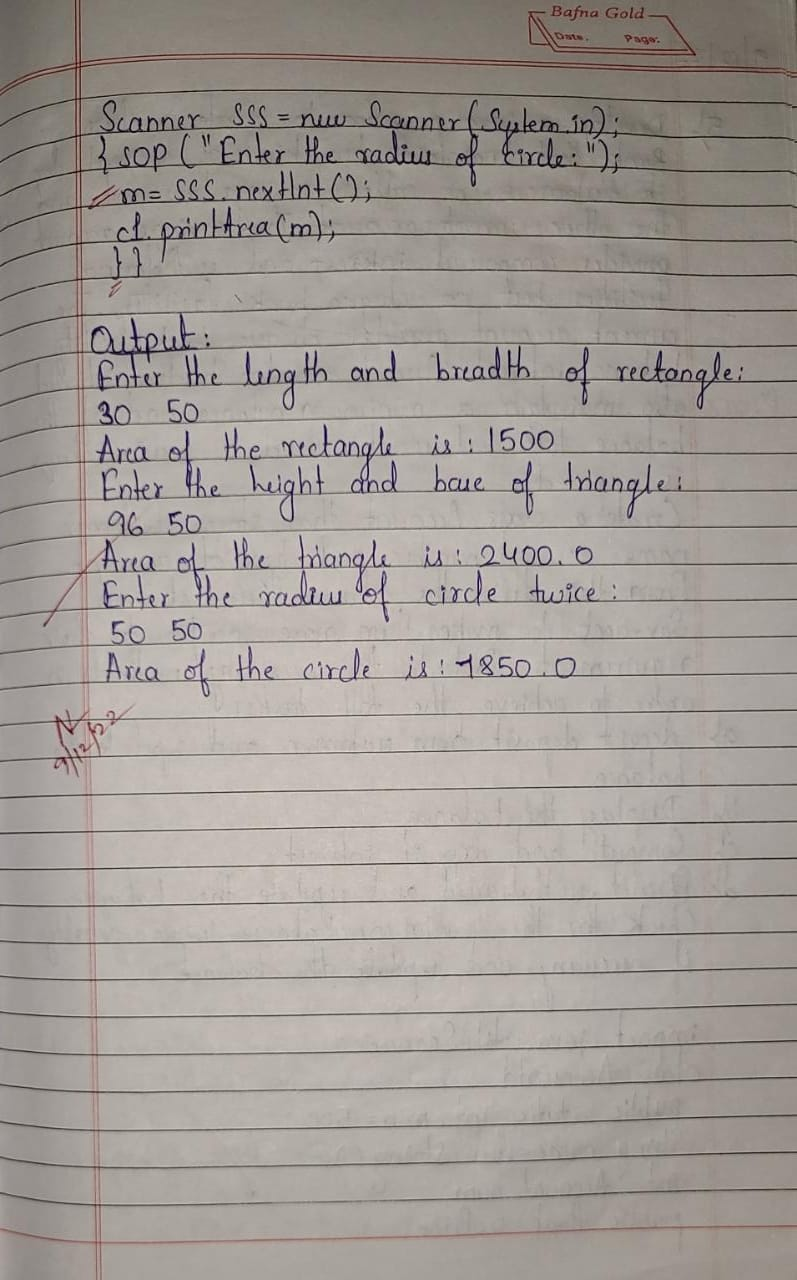 Bafna Gold
Date. Page:
Scanner SSS = new Scanner(System.in);
{ SOP ("Enter the radius of circle:");
m= SSS.nextInt();
c1.printArea(m);
}}
Output:
Enter the length and breadth of rectangle:
30 50
Area of the rectangle is : 1500
Enter the height and base of triangle:
96 50
Area of the triangle is : 2400.0
Enter the radius of circle twice :
50 50
Area of the circle is : 7850.0
9/12/22